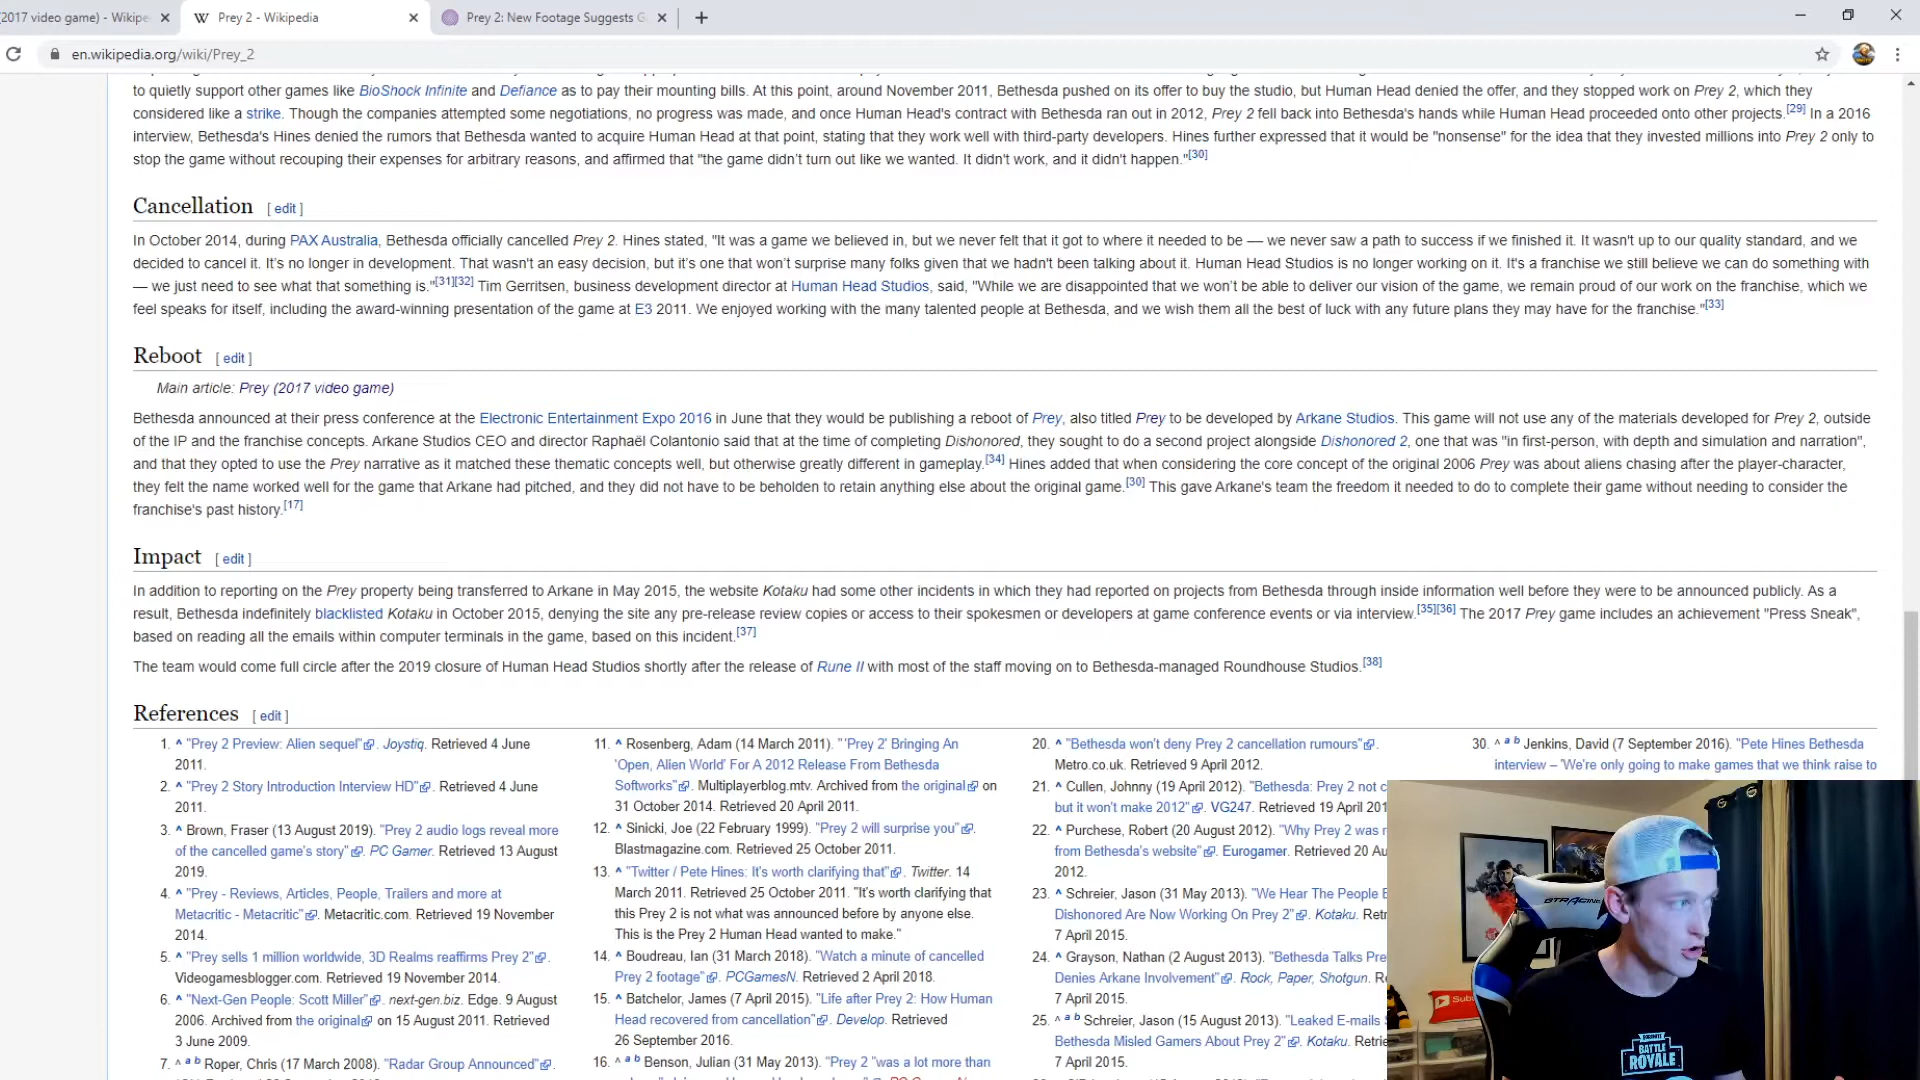 (2017 video game) - Wikipe
Prey 2 - Wikipedia
Prey 2: New Footage Suggests G
en.wikipedia.org/wiki/Prey_2
to quietly support other games like BioShock Infinite and Defiance as to pay their mounting bills. At this point, around November 2011, Bethesda pushed on its offer to buy the studio, but Human Head denied the offer, and they stopped work on Prey 2, which they
considered like a strike. Though the companies attempted some negotiations, no progress was made, and once Human Head's contract with Bethesda ran out in 2012, Prey 2 fell back into Bethesda's hands while Human Head proceeded onto other projects.[29] In a 2016
interview, Bethesda's Hines denied the rumors that Bethesda wanted to acquire Human Head at that point, stating that they work well with third-party developers. Hines further expressed that it would be "nonsense" for the idea that they invested millions into Prey 2 only to
stop the game without recouping their expenses for arbitrary reasons, and affirmed that "the game didn't turn out like we wanted. It didn't work, and it didn't happen."[30]
Cancellation [ edit ]
In October 2014, during PAX Australia, Bethesda officially cancelled Prey 2. Hines stated, "It was a game we believed in, but we never felt that it got to where it needed to be — we never saw a path to success if we finished it. It wasn't up to our quality standard, and we
decided to cancel it. It's no longer in development. That wasn't an easy decision, but it's one that won't surprise many folks given that we hadn't been talking about it. Human Head Studios is no longer working on it. It's a franchise we still believe we can do something with
— we just need to see what that something is."[31][32] Tim Gerritsen, business development director at Human Head Studios, said, "While we are disappointed that we won't be able to deliver our vision of the game, we remain proud of our work on the franchise, which we
feel speaks for itself, including the award-winning presentation of the game at E3 2011. We enjoyed working with the many talented people at Bethesda, and we wish them all the best of luck with any future plans they may have for the franchise."[33]
Reboot [ edit ]
Main article: Prey (2017 video game)
Bethesda announced at their press conference at the Electronic Entertainment Expo 2016 in June that they would be publishing a reboot of Prey, also titled Prey to be developed by Arkane Studios. This game will not use any of the materials developed for Prey 2, outside
of the IP and the franchise concepts. Arkane Studios CEO and director Raphaël Colantonio said that at the time of completing Dishonored, they sought to do a second project alongside Dishonored 2, one that was "in first-person, with depth and simulation and narration",
and that they opted to use the Prey narrative as it matched these thematic concepts well, but otherwise greatly different in gameplay.[34] Hines added that when considering the core concept of the original 2006 Prey was about aliens chasing after the player-character,
they felt the name worked well for the game that Arkane had pitched, and they did not have to be beholden to retain anything else about the original game.[30] This gave Arkane's team the freedom it needed to do to complete their game without needing to consider the
franchise's past history.[17]
Impact [ edit ]
In addition to reporting on the Prey property being transferred to Arkane in May 2015, the website Kotaku had some other incidents in which they had reported on projects from Bethesda through inside information well before they were to be announced publicly. As a
result, Bethesda indefinitely blacklisted Kotaku in October 2015, denying the site any pre-release review copies or access to their spokesmen or developers at game conference events or via interview.[35][36] The 2017 Prey game includes an achievement "Press Sneak",
based on reading all the emails within computer terminals in the game, based on this incident.[37]
The team would come full circle after the 2019 closure of Human Head Studios shortly after the release of Rune II with most of the staff moving on to Bethesda-managed Roundhouse Studios.[38]
References [ edit ]
1. ^ "Prey 2 Preview: Alien sequel". Joystiq. Retrieved 4 June
2011.
2. ^ "Prey 2 Story Introduction Interview HD". Retrieved 4 June
2011.
3. ^ Brown, Fraser (13 August 2019). "Prey 2 audio logs reveal more
of the cancelled game's story". PC Gamer. Retrieved 13 August
2019.
4. ^ "Prey - Reviews, Articles, People, Trailers and more at
Metacritic - Metacritic". Metacritic.com. Retrieved 19 November
2014.
5. ^ "Prey sells 1 million worldwide, 3D Realms reaffirms Prey 2".
Videogamesblogger.com. Retrieved 19 November 2014.
6. ^ "Next-Gen People: Scott Miller". next-gen.biz. Edge. 9 August
2006. Archived from the original on 15 August 2011. Retrieved
3 June 2009.
7. ^ a b Roper, Chris (17 March 2008). "Radar Group Announced".
11. ^ Rosenberg, Adam (14 March 2011). "'Prey 2' Bringing An
'Open, Alien World' For A 2012 Release From Bethesda
Softworks". Multiplayerblog.mtv. Archived from the original on
31 October 2014. Retrieved 20 April 2011.
12. ^ Sinicki, Joe (22 February 1999). "Prey 2 will surprise you".
Blastmagazine.com. Retrieved 25 October 2011.
13. ^ "Twitter / Pete Hines: It's worth clarifying that". Twitter. 14
March 2011. Retrieved 25 October 2011. "It's worth clarifying that
this Prey 2 is not what was announced before by anyone else.
This is the Prey 2 Human Head wanted to make."
14. ^ Boudreau, Ian (31 March 2018). "Watch a minute of cancelled
Prey 2 footage". PCGamesN. Retrieved 2 April 2018.
15. ^ Batchelor, James (7 April 2015). "Life after Prey 2: How Human
Head recovered from cancellation". Develop. Retrieved
26 September 2016.
16. ^ a b Benson, Julian (31 May 2013). "Prey 2 "was a lot more than
20. ^ "Bethesda won't deny Prey 2 cancellation rumours".
Metro.co.uk. Retrieved 9 April 2012.
21. ^ Cullen, Johnny (19 April 2012). "Bethesda: Prey 2 not c
but it won't make 2012". VG247. Retrieved 19 April 201
22. ^ Purchese, Robert (20 August 2012). "Why Prey 2 was r
from Bethesda's website". Eurogamer. Retrieved 20 Au
2012.
23. ^ Schreier, Jason (31 May 2013). "We Hear The People B
Dishonored Are Now Working On Prey 2". Kotaku. Retr
7 April 2015.
24. ^ Grayson, Nathan (2 August 2013). "Bethesda Talks Pre
Denies Arkane Involvement". Rock, Paper, Shotgun. R
7 April 2015.
25. ^ a b Schreier, Jason (15 August 2013). "Leaked E-mails S
Bethesda Misled Gamers About Prey 2". Kotaku. Retrie
7 April 2015.
30. ^ a b Jenkins, David (7 September 2016). "Pete Hines Bethesda
interview – 'We're only going to make games that we think raise to
GTRACING
Subs
BATTLE
ROYALE